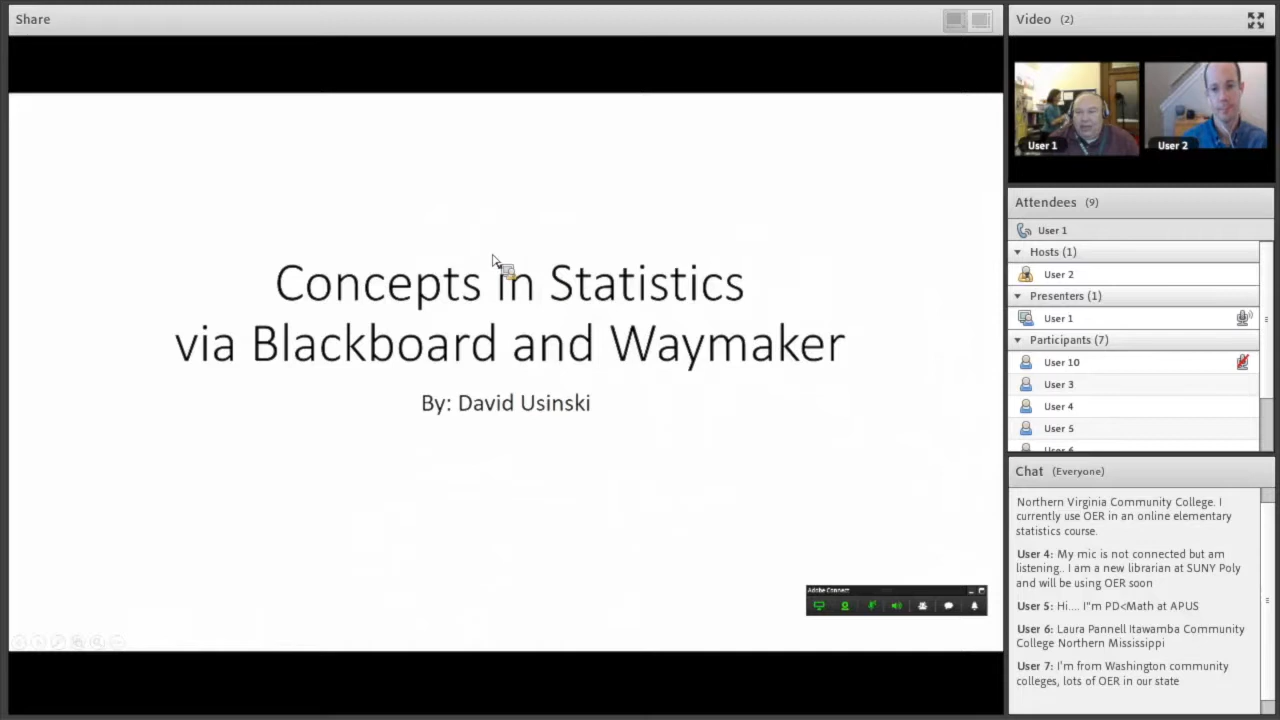 Share
Video (2)
User 1
User 2
Attendees (9)
User 1
Hosts (1)
User 2
Presenters (1)
User 1
Participants (7)
User 10
User 3
User 4
User 5
User 6
Concepts in Statistics
via Blackboard and Waymaker
By: David Usinski
Adobe Connect
Chat (Everyone)
Northern Virginia Community College. I
currently use OER in an online elementary
statistics course.
User 4: My mic is not connected but am
listening.. I am a new librarian at SUNY Poly
and will be using OER soon
User 5: Hi.... I"m PD<Math at APUS
User 6: Laura Pannell Itawamba Community
College Northern Mississippi
User 7: I'm from Washington community
colleges, lots of OER in our state